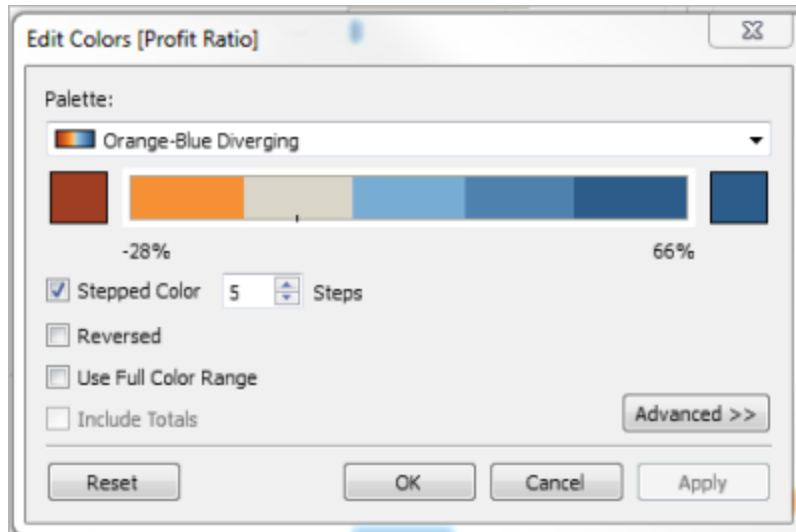 Edit Colors [Profit Ratio]
Palette:
Orange-Blue Diverging
-28% 66%
Stepped Color 5 Steps
Reversed
Use Full Color Range
Include Totals
Advanced >>
Reset OK Cancel Apply